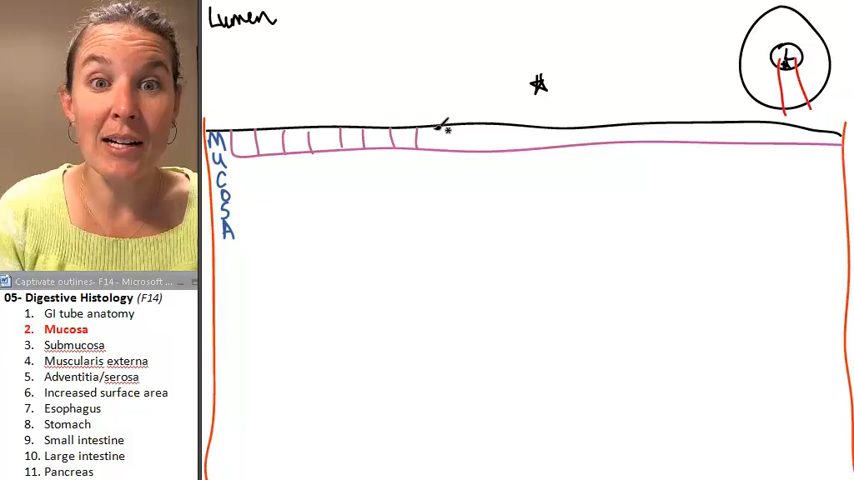 Lumen
L
MUCOSA
Captivate outlines- F14 - Microsoft ...
05- Digestive Histology (F14)
1. GI tube anatomy
2. Mucosa
3. Submucosa
4. Muscularis externa
5. Adventitia/serosa
6. Increased surface area
7. Esophagus
8. Stomach
9. Small intestine
10. Large intestine
11. Pancreas